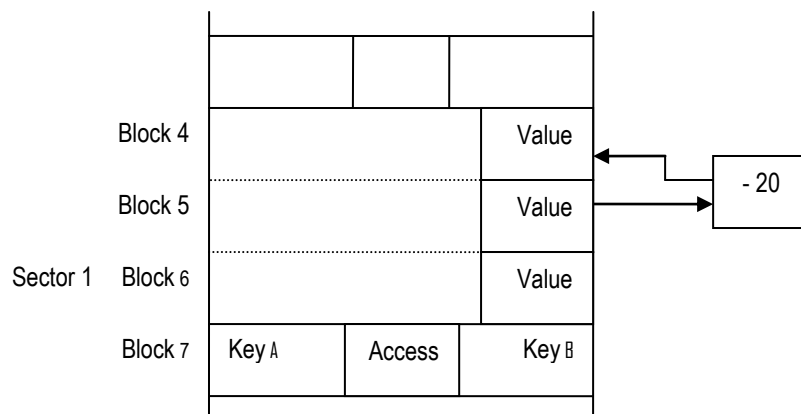 Block 4 Value
- 20
Block 5 Value
Sector 1 Block 6 Value
Block 7 Key A Access Key B